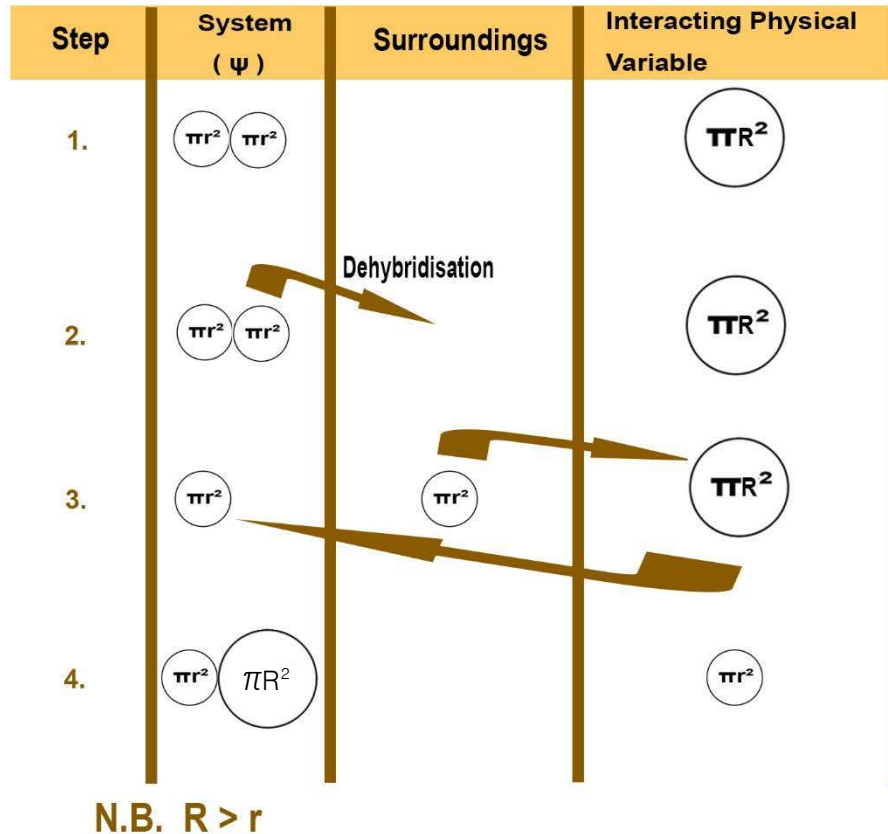 Step
System
( ψ )
Surroundings
Interacting Physical
Variable
1.
πr²
πr²
πR²
Dehybridisation
2.
πr²
πr²
πR²
3.
πr²
πr²
πR²
4.
πr²
πR²
πr²
N.B. R > r